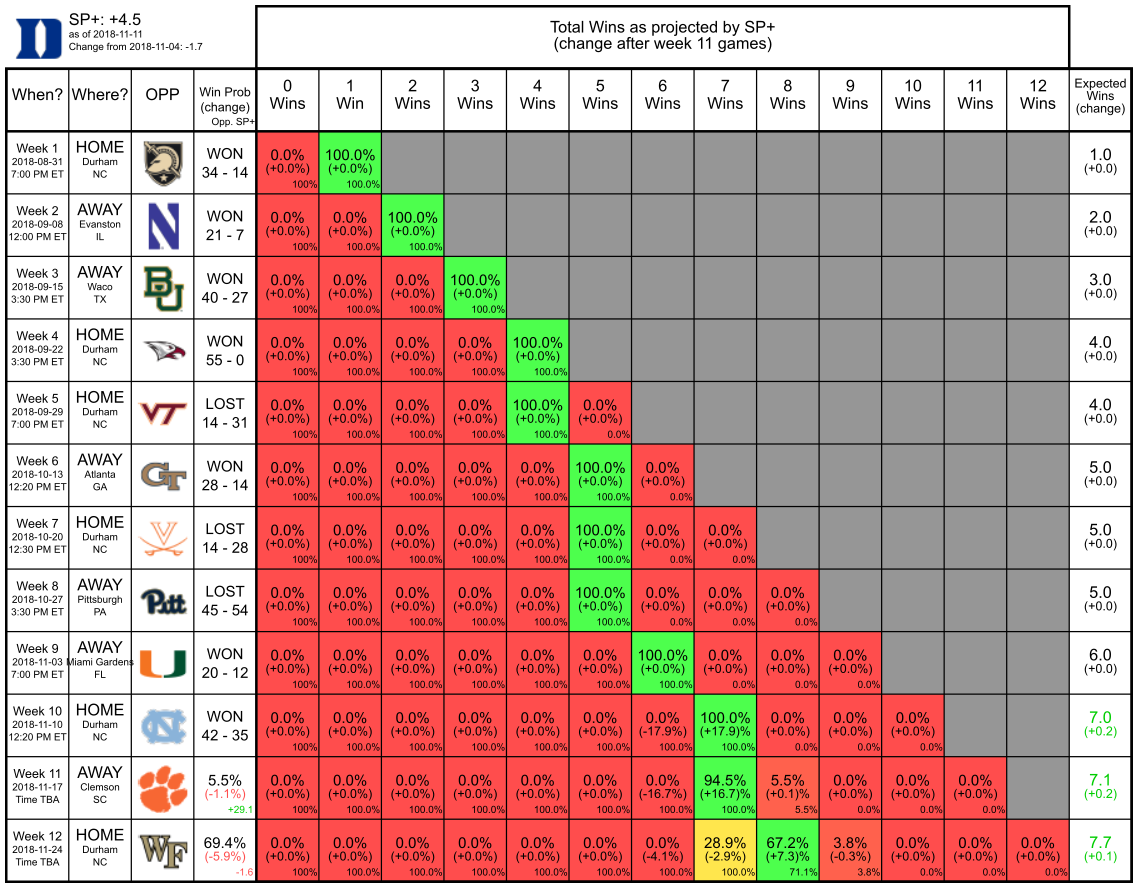 SP+: +4.5
as of 2018-11-11
Change from 2018-11-04: -1.7
Total Wins as projected by SP+
(change after week 11 games)
When? Where? OPP Win Prob 0 1 2 3 4 5 6 7 8 9 10 11 12 Expected
(change) Wins Win Wins Wins Wins Wins Wins Wins Wins Wins Wins Wins Wins Wins
Opp. SP+ (change)
Week 1 HOME WON 0.0% 100.0% 1.0
2018-08-31 Durham 34 - 14 (+0.0%) (+0.0%) (+0.0)
7:00 PM ET NC 100% 100.0%
Week 2 AWAY N WON 0.0% 0.0% 100.0% 2.0
2018-09-08 Evanston 21 - 7 (+0.0%) (+0.0%) (+0.0%) (+0.0)
12:00 PM ET IL 100% 100.0% 100.0%
Week 3 AWAY BU WON 0.0% 0.0% 0.0% 100.0% 3.0
2018-09-15 Waco 40 - 27 (+0.0%) (+0.0%) (+0.0%) (+0.0%) (+0.0)
3:30 PM ET TX 100% 100.0% 100.0% 100.0%
Week 4 HOME WON 0.0% 0.0% 0.0% 0.0% 100.0% 4.0
2018-09-22 Durham 55 - 0 (+0.0%) (+0.0%) (+0.0%) (+0.0%) (+0.0%) (+0.0)
3:30 PM ET NC 100% 100.0% 100.0% 100.0% 100.0%
Week 5 HOME VT LOST 0.0% 0.0% 0.0% 0.0% 100.0% 0.0% 4.0
2018-09-29 Durham 14 - 31 (+0.0%) (+0.0%) (+0.0%) (+0.0%) (+0.0%) (+0.0%) (+0.0)
7:00 PM ET NC 100% 100.0% 100.0% 100.0% 100.0% 0.0%
Week 6 AWAY GT WON 0.0% 0.0% 0.0% 0.0% 0.0% 100.0% 0.0% 5.0
2018-10-13 Atlanta 28 - 14 (+0.0%) (+0.0%) (+0.0%) (+0.0%) (+0.0%) (+0.0%) (+0.0%) (+0.0)
12:20 PM ET GA 100% 100.0% 100.0% 100.0% 100.0% 100.0% 0.0%
Week 7 HOME V LOST 0.0% 0.0% 0.0% 0.0% 0.0% 100.0% 0.0% 0.0% 5.0
2018-10-20 Durham 14 - 28 (+0.0%) (+0.0%) (+0.0%) (+0.0%) (+0.0%) (+0.0%) (+0.0%) (+0.0%) (+0.0)
12:30 PM ET NC 100% 100.0% 100.0% 100.0% 100.0% 100.0% 0.0% 0.0%
Week 8 AWAY Pitt LOST 0.0% 0.0% 0.0% 0.0% 0.0% 100.0% 0.0% 0.0% 0.0% 5.0
2018-10-27 Pittsburgh 45 - 54 (+0.0%) (+0.0%) (+0.0%) (+0.0%) (+0.0%) (+0.0%) (+0.0%) (+0.0%) (+0.0%) (+0.0)
3:30 PM ET PA 100% 100.0% 100.0% 100.0% 100.0% 100.0% 0.0% 0.0% 0.0%
Week 9 AWAY U WON 0.0% 0.0% 0.0% 0.0% 0.0% 0.0% 100.0% 0.0% 0.0% 0.0% 6.0
2018-11-03 Miami Gardens 20 - 12 (+0.0%) (+0.0%) (+0.0%) (+0.0%) (+0.0%) (+0.0%) (+0.0%) (+0.0%) (+0.0%) (+0.0%) (+0.0)
7:00 PM ET FL 100% 100.0% 100.0% 100.0% 100.0% 100.0% 100.0% 0.0% 0.0% 0.0%
Week 10 HOME NC WON 0.0% 0.0% 0.0% 0.0% 0.0% 0.0% 0.0% 100.0% 0.0% 0.0% 0.0% 7.0
2018-11-10 Durham 42 - 35 (+0.0%) (+0.0%) (+0.0%) (+0.0%) (+0.0%) (+0.0%) (-17.9%) (+17.9)% (+0.0%) (+0.0%) (+0.0%) (+0.2)
12:20 PM ET NC 100% 100.0% 100.0% 100.0% 100.0% 100.0% 100.0% 100.0% 0.0% 0.0% 0.0%
Week 11 AWAY 5.5% 0.0% 0.0% 0.0% 0.0% 0.0% 0.0% 0.0% 94.5% 5.5% 0.0% 0.0% 0.0% 7.1
2018-11-17 Clemson (-1.1%) (+0.0%) (+0.0%) (+0.0%) (+0.0%) (+0.0%) (+0.0%) (-16.7%) (+16.7)% (+0.1)% (+0.0%) (+0.0%) (+0.0%) (+0.2)
Time TBA SC +29.1 100% 100.0% 100.0% 100.0% 100.0% 100.0% 100.0% 100.0% 5.5% 0.0% 0.0% 0.0%
Week 12 HOME WF 69.4% 0.0% 0.0% 0.0% 0.0% 0.0% 0.0% 0.0% 28.9% 67.2% 3.8% 0.0% 0.0% 0.0% 7.7
2018-11-24 Durham (-5.9%) (+0.0%) (+0.0%) (+0.0%) (+0.0%) (+0.0%) (+0.0%) (-4.1%) (-2.9%) (+7.3)% (-0.3%) (+0.0%) (+0.0%) (+0.0%) (+0.1)
Time TBA NC -1.6 100% 100.0% 100.0% 100.0% 100.0% 100.0% 100.0% 100.0% 71.1% 3.8% 0.0% 0.0% 0.0%